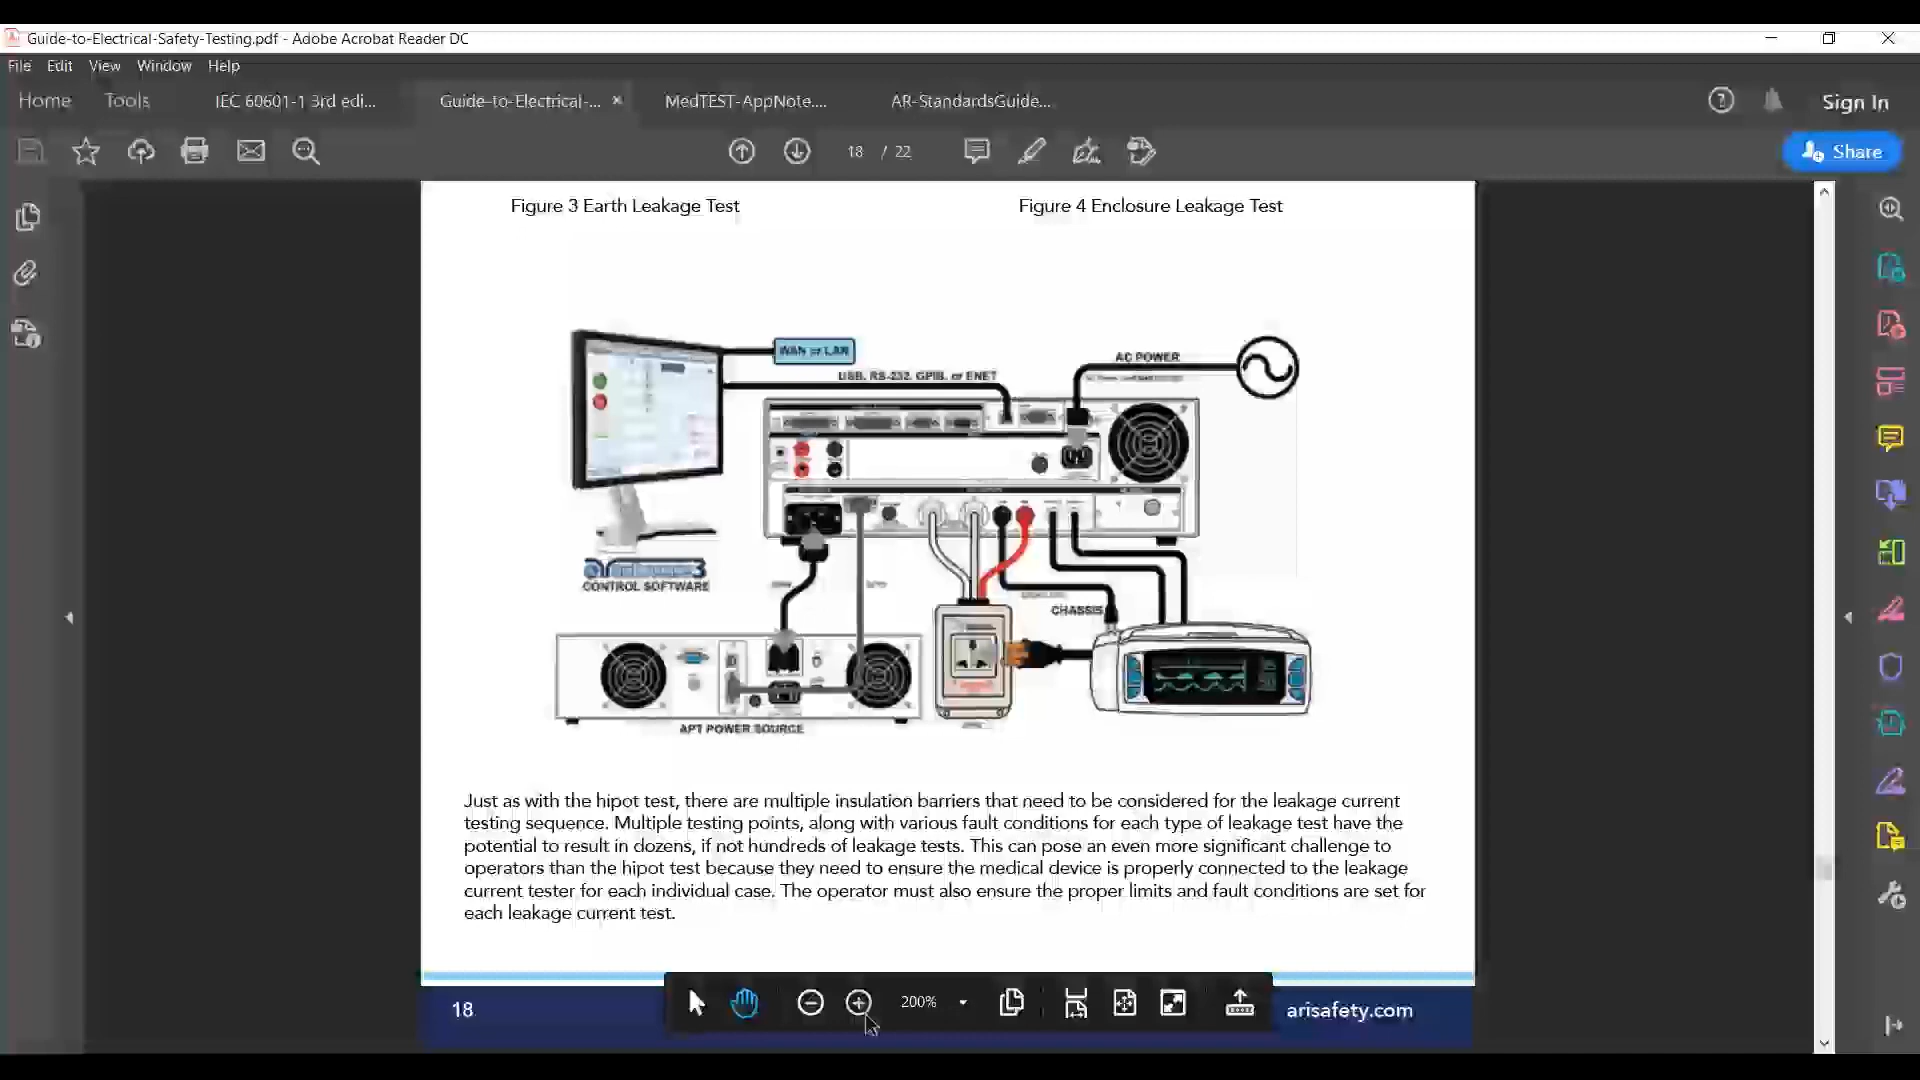 Guide-to-Electrical-Safety-Testing.pdf - Adobe Acrobat Reader DC
File Edit View Window Help
Home Tools IEC 60601-1 3rd edi... Guide-to-Electrical-... × MedTEST-AppNote.... AR-StandardsGuide... Sign In
18 / 22 Share
Figure 3 Earth Leakage Test Figure 4 Enclosure Leakage Test
WAN or LAN
AC POWER
USB, RS-232, GPIB, or ENET
CONTROL SOFTWARE
CHASSIS
APT POWER SOURCE
Just as with the hipot test, there are multiple insulation barriers that need to be considered for the leakage current
testing sequence. Multiple testing points, along with various fault conditions for each type of leakage test have the
potential to result in dozens, if not hundreds of leakage tests. This can pose an even more significant challenge to
operators than the hipot test because they need to ensure the medical device is properly connected to the leakage
current tester for each individual case. The operator must also ensure the proper limits and fault conditions are set for
each leakage current test.
18 200% arisafety.com